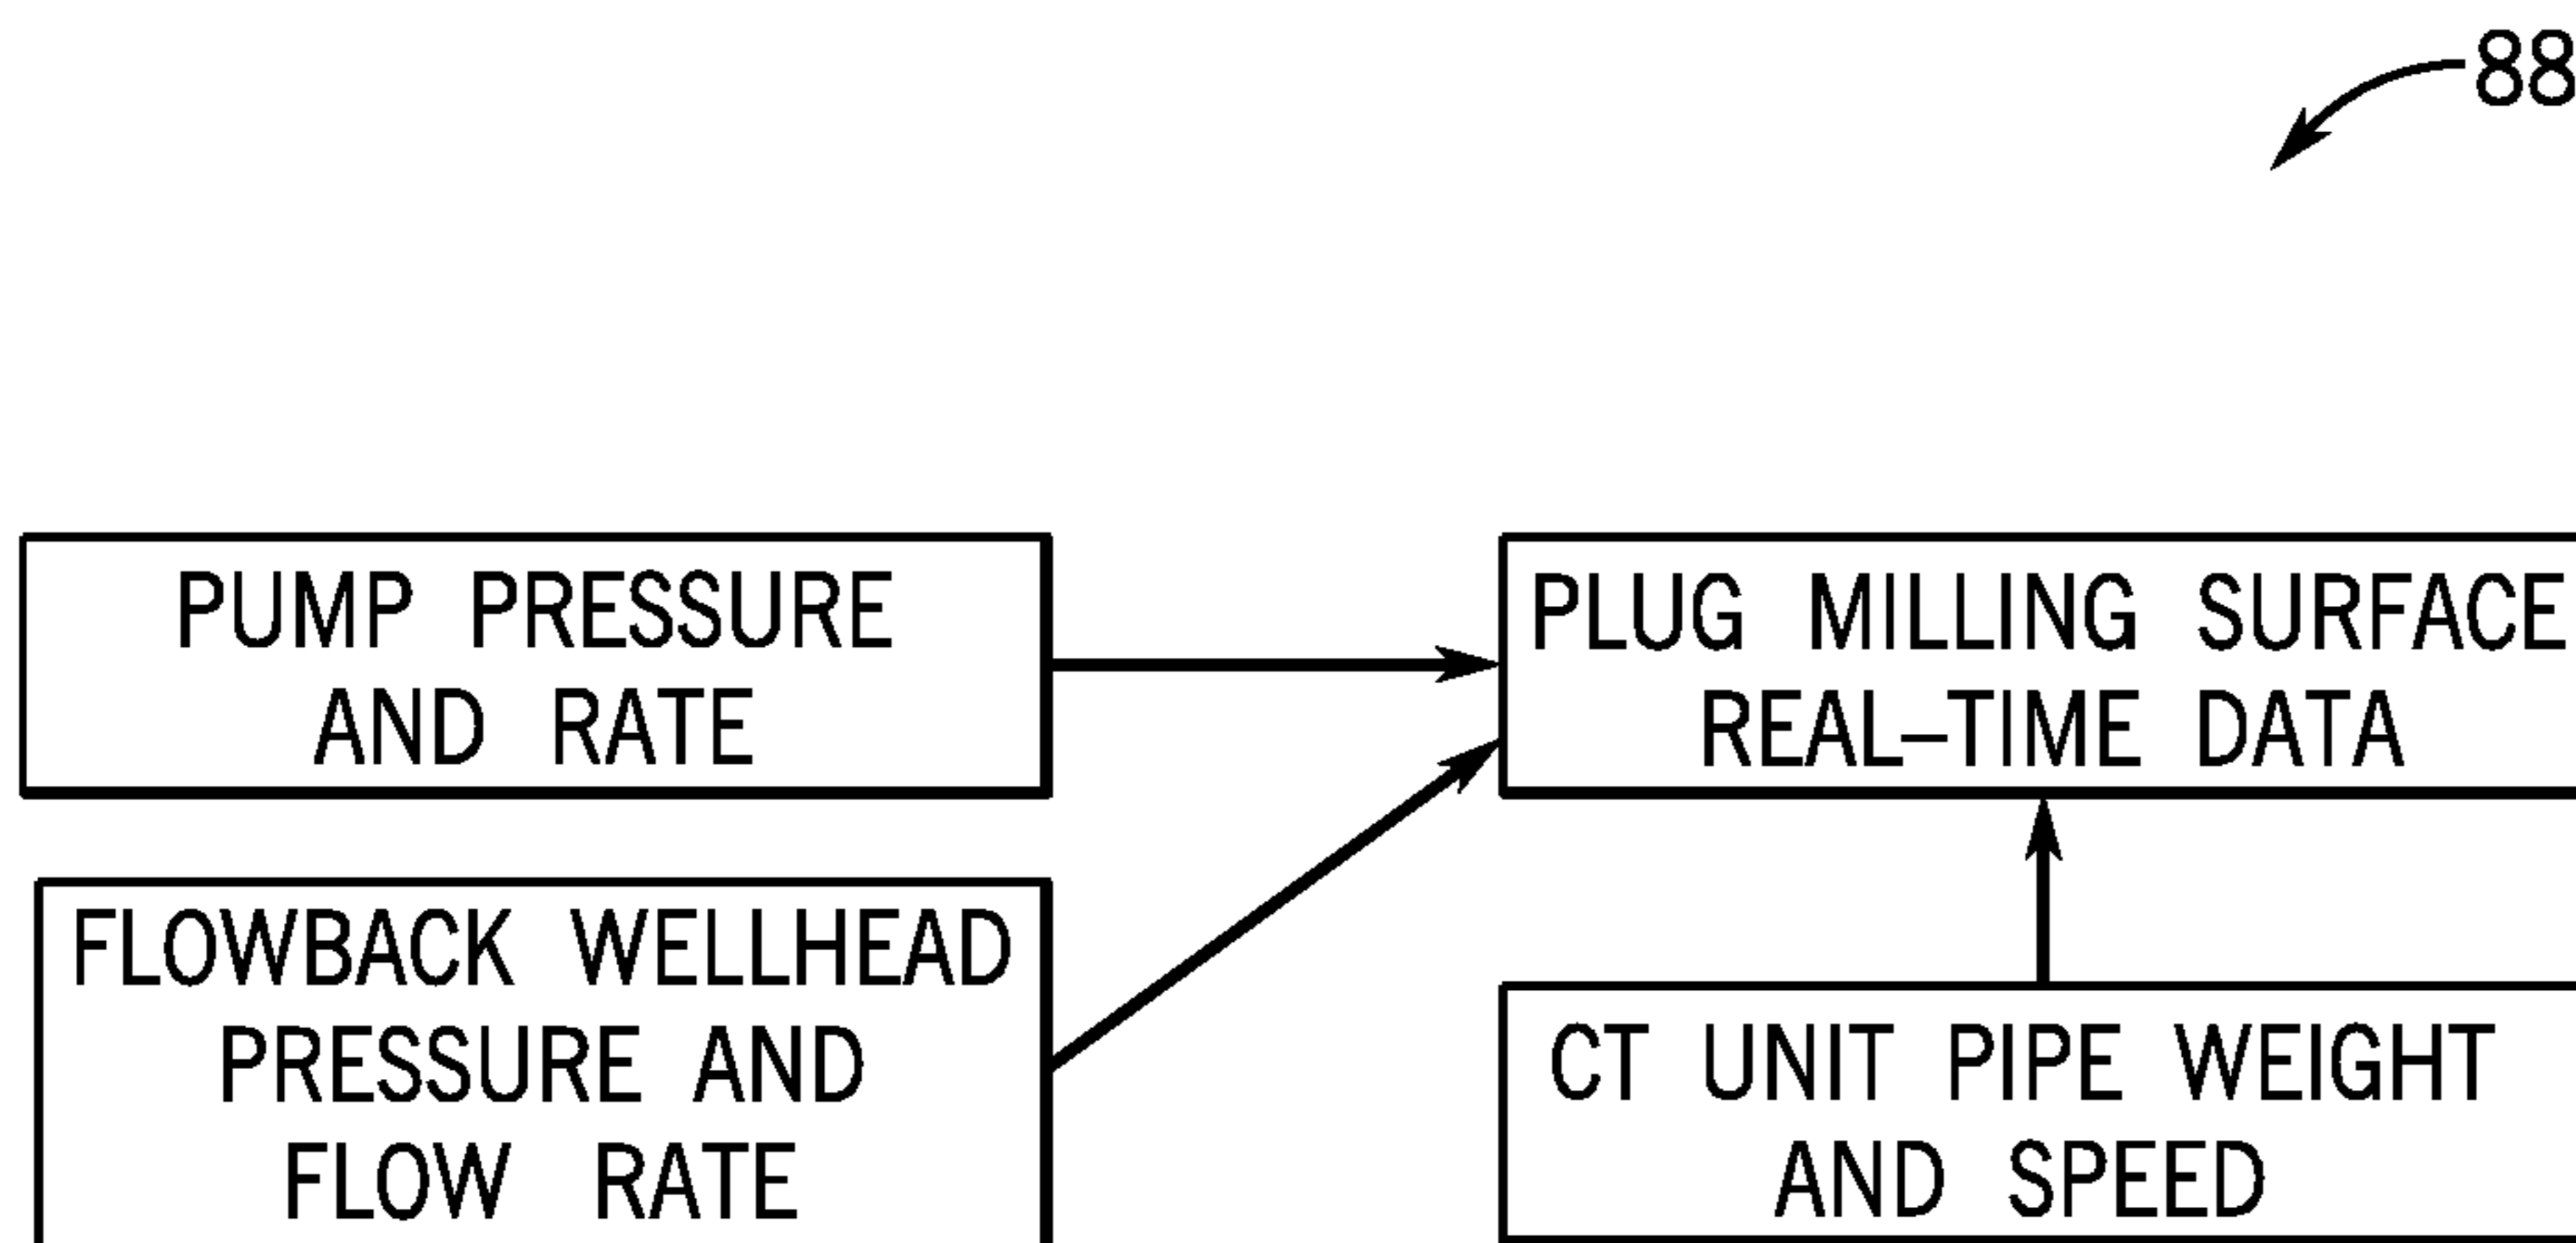 88
PUMP PRESSURE
AND RATE
PLUG MILLING SURFACE
REAL–TIME DATA
FLOWBACK WELLHEAD
PRESSURE AND
FLOW RATE
CT UNIT PIPE WEIGHT
AND SPEED